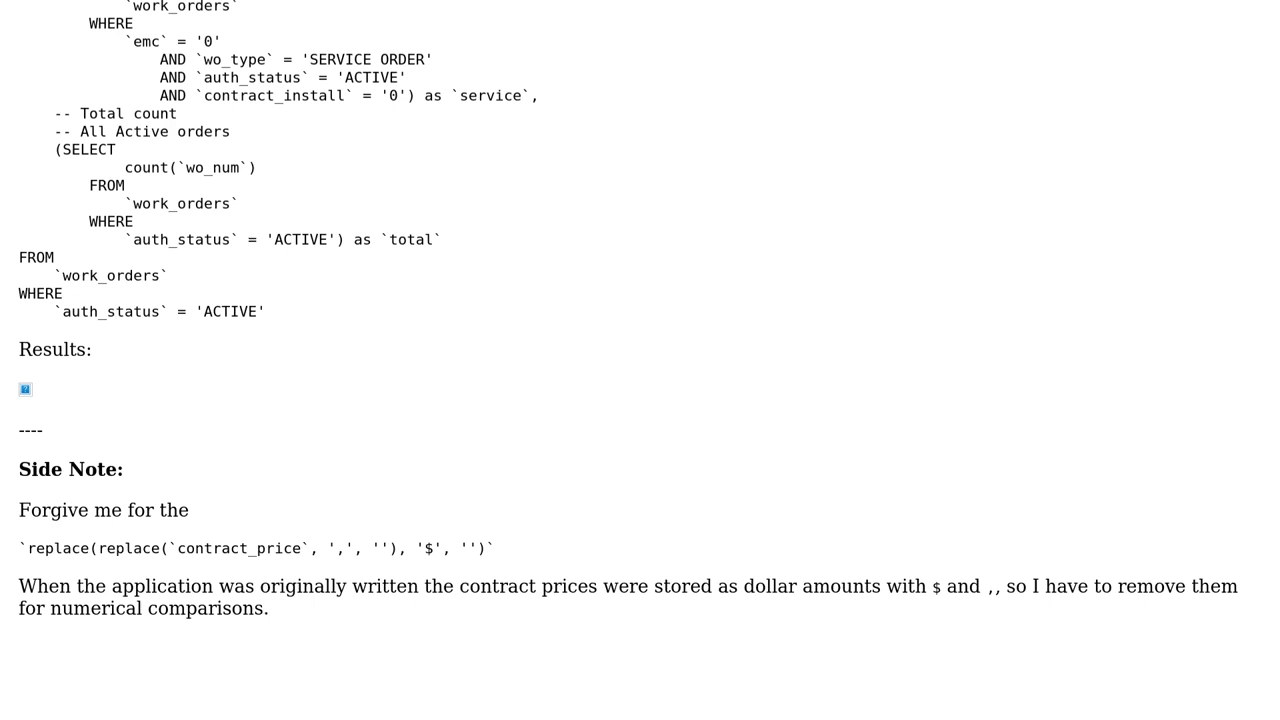 `work_orders`
WHERE
`emc` = '0'
AND `wo_type` = 'SERVICE ORDER'
AND `auth_status` = 'ACTIVE'
AND `contract_install` = '0') as `service`,
-- Total count
-- All Active orders
(SELECT
count(`wo_num`)
FROM
`work_orders`
WHERE
`auth_status` = 'ACTIVE') as `total`
FROM
`work_orders`
WHERE
`auth_status` = 'ACTIVE'
Results:
----
Side Note:
Forgive me for the
`replace(replace(`contract_price`, ',', ''), '$', '')`
When the application was originally written the contract prices were stored as dollar amounts with $ and ,, so I have to remove them
for numerical comparisons.